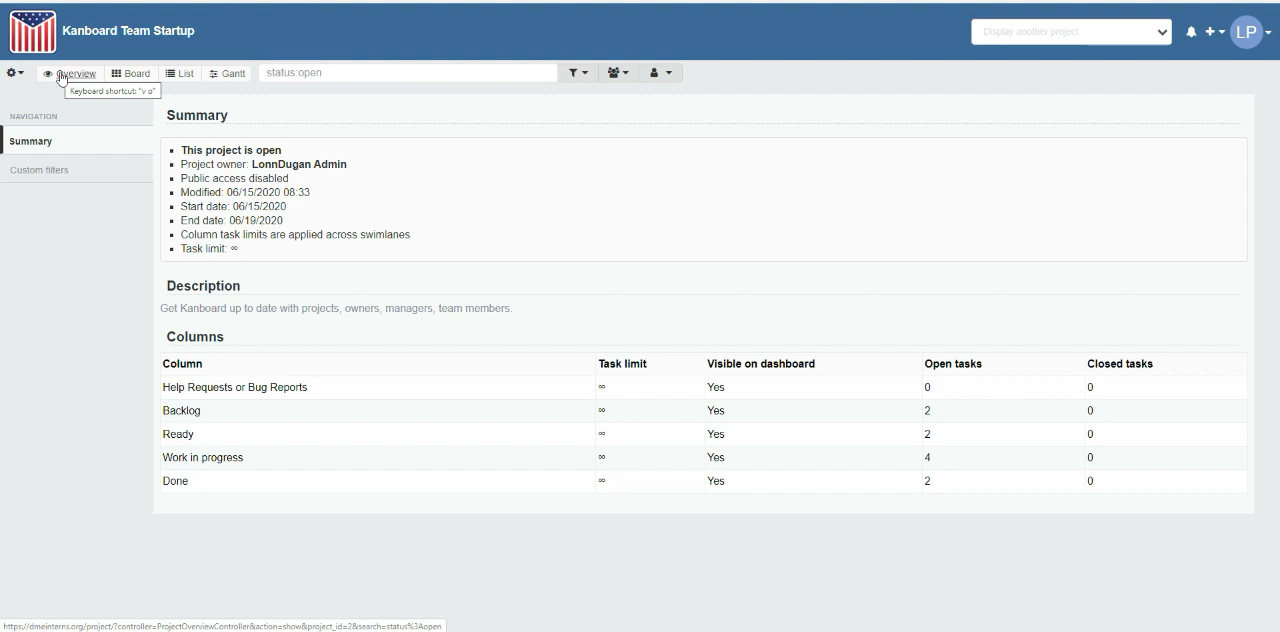 Kanboard Team Startup
Display another project
LP
Overview
Board
List
Gantt
status:open
Keyboard shortcut: "v o"
NAVIGATION
Summary
Custom filters
Summary
This project is open
Project owner: LonnDugan Admin
Public access disabled
Modified: 06/15/2020 08:33
Start date: 06/15/2020
End date: 06/19/2020
Column task limits are applied across swimlanes
Task limit: ∞
Description
Get Kanboard up to date with projects, owners, managers, team members.
Columns
Column Task limit Visible on dashboard Open tasks Closed tasks
Help Requests or Bug Reports ∞ Yes 0 0
Backlog ∞ Yes 2 0
Ready ∞ Yes 2 0
Work in progress ∞ Yes 4 0
Done ∞ Yes 2 0
https://dmeinterns.org/project/?controller=ProjectOverviewController&action=show&project_id=2&search=status%3Aopen